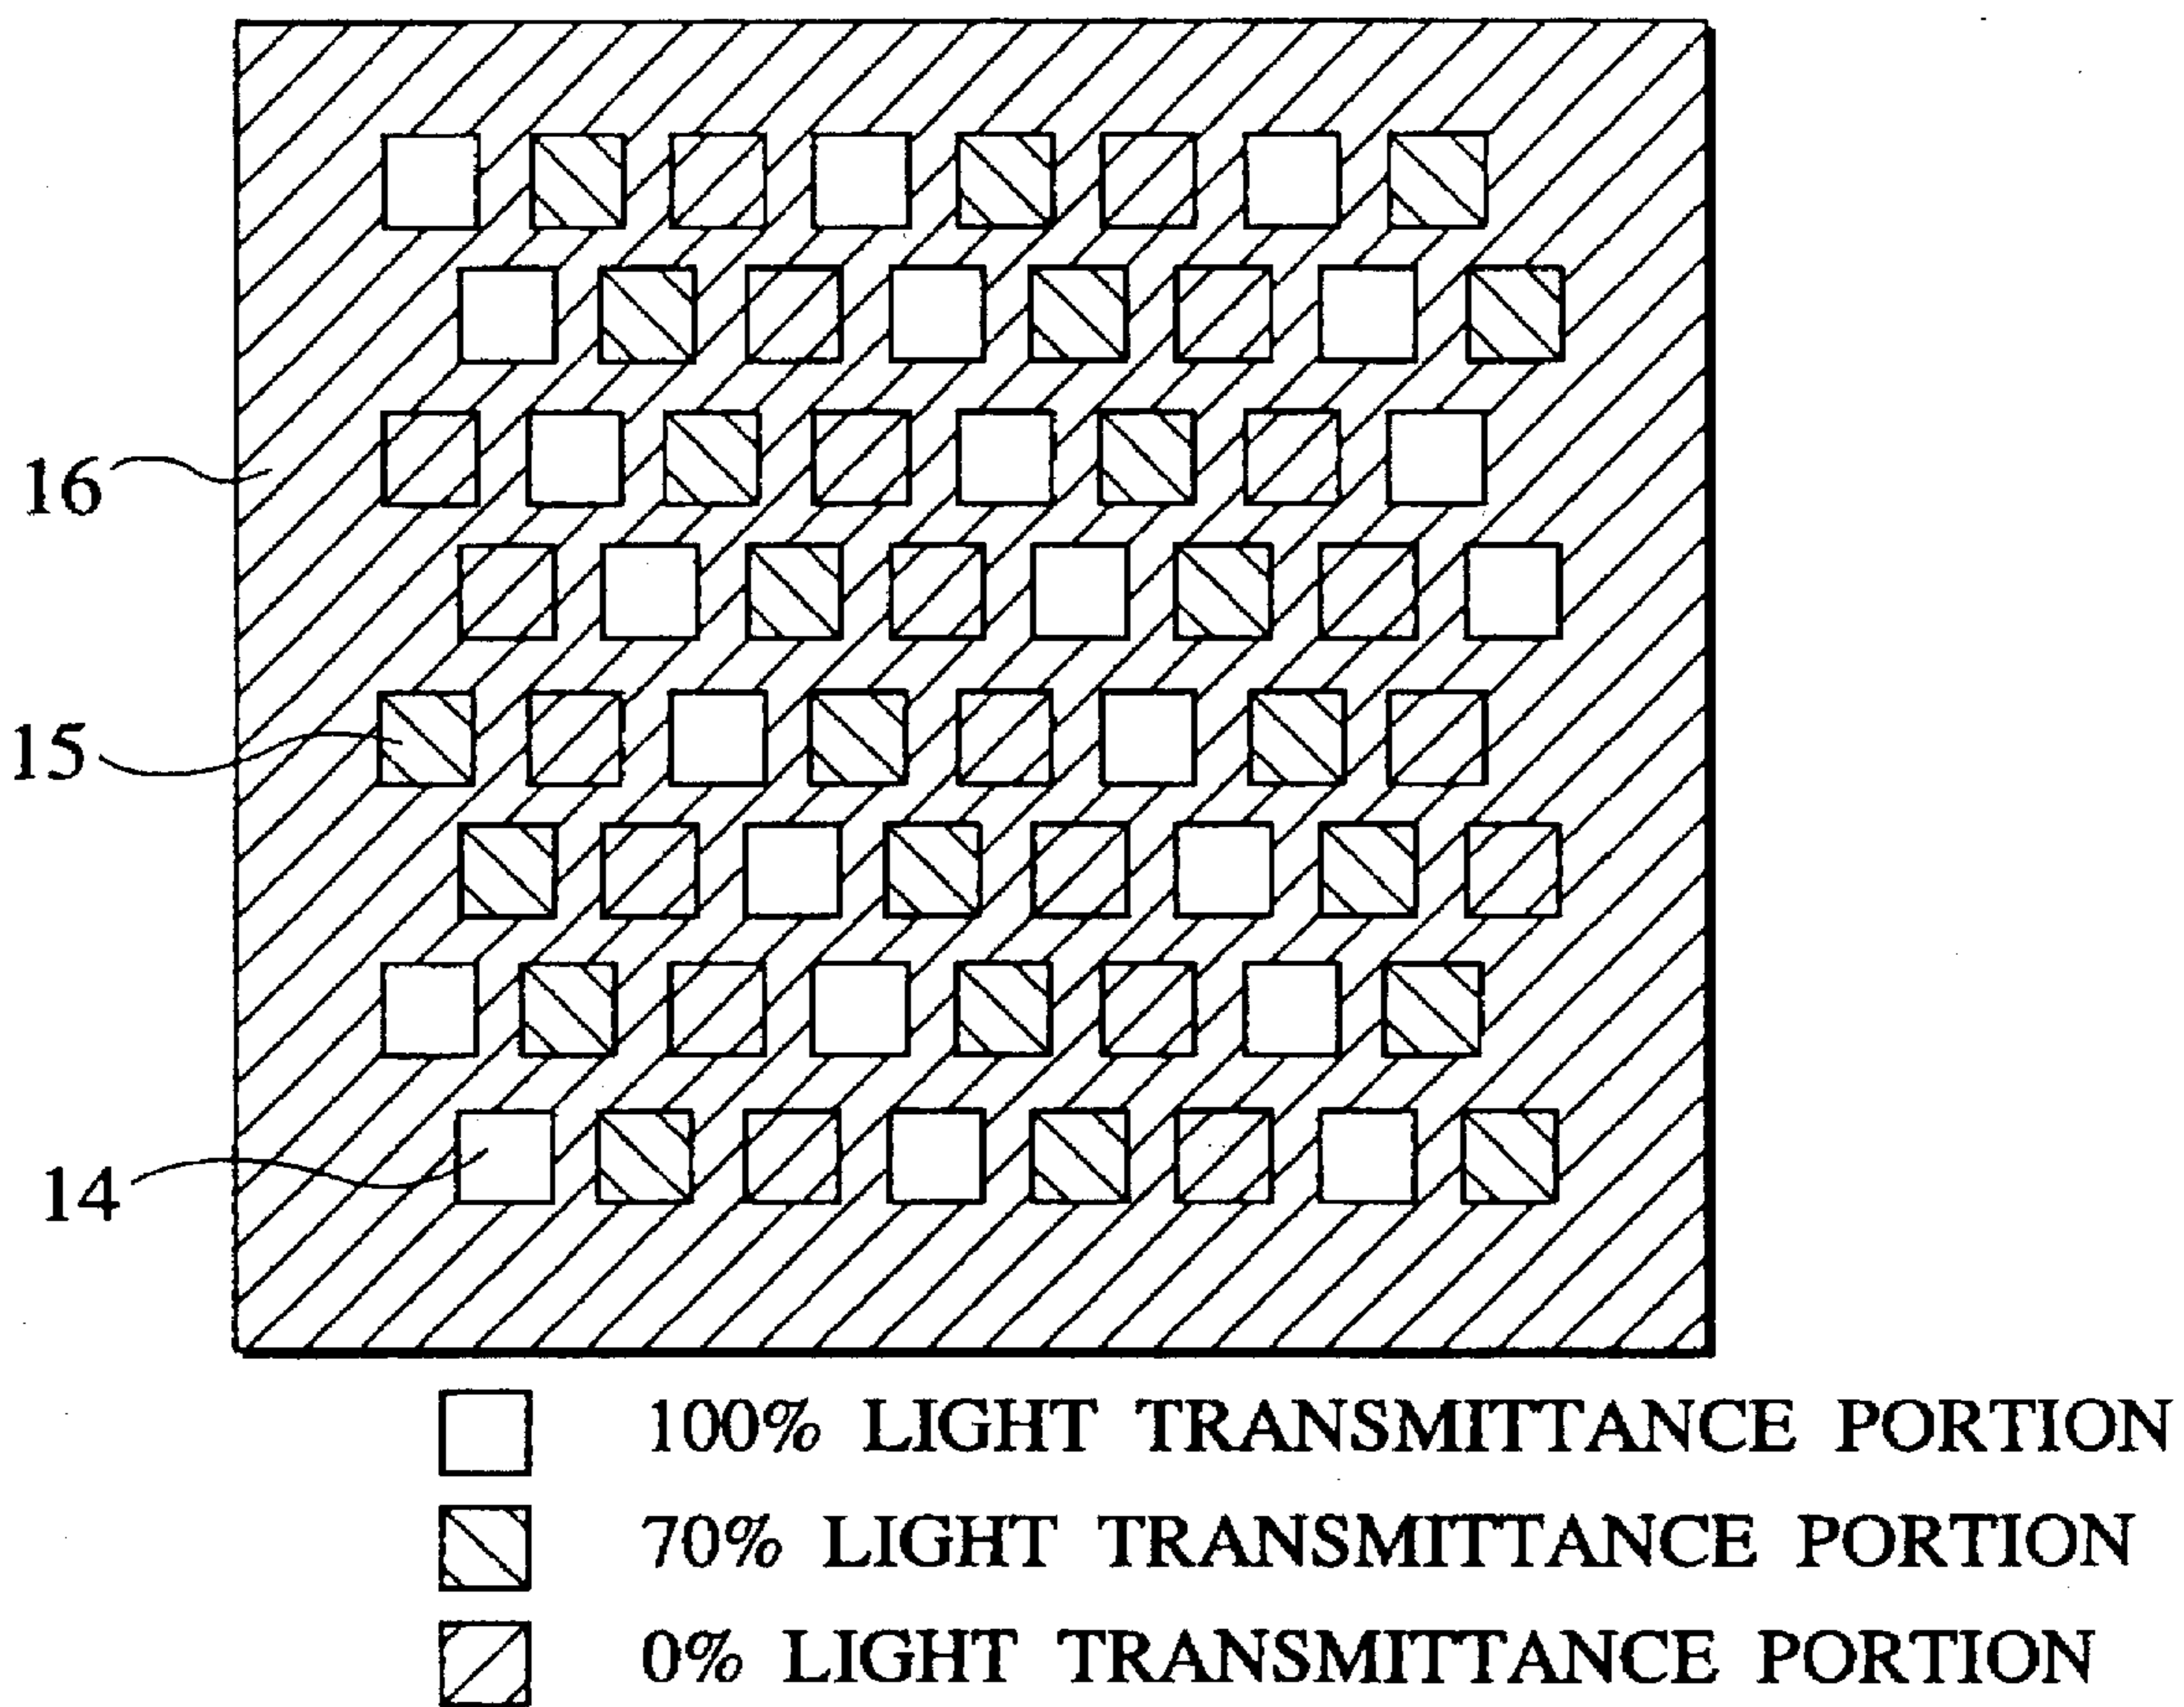 16
15
14
100% LIGHT TRANSMITTANCE PORTION
70% LIGHT TRANSMITTANCE PORTION
0% LIGHT TRANSMITTANCE PORTION